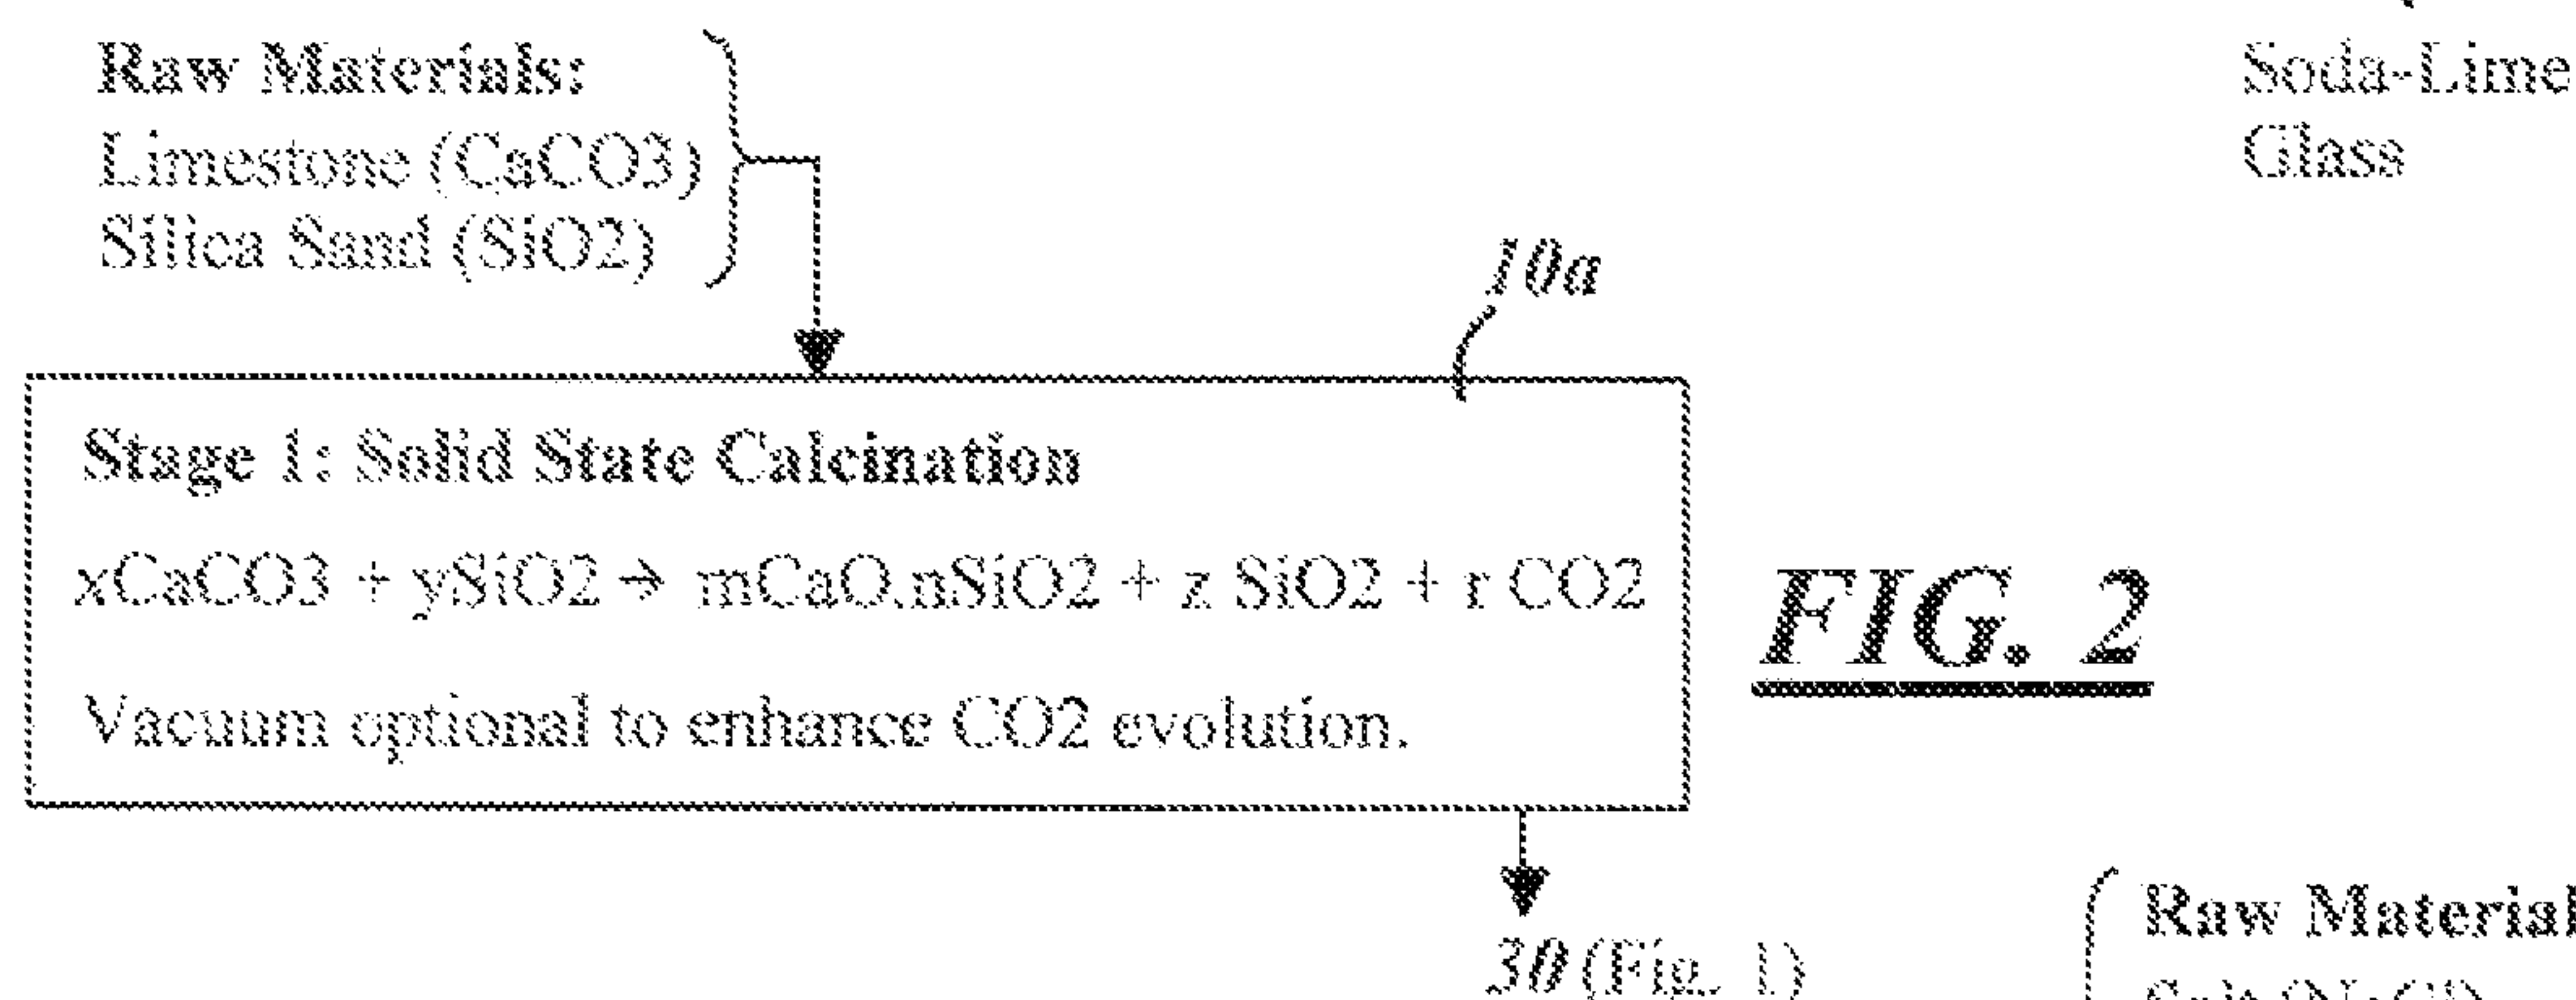 Raw Materials:
Limestone (CaCO3)
Silica Sand (SiO2)
Soda-Lime
Glass
10a
Stage 1: Solid State Calcination
xCaCO3 + ySiO2 → mCaO.nSiO2 + z SiO2 + r CO2
Vacuum optional to enhance CO2 evolution.
FIG. 2
30 (Fig. 1)
Raw Material